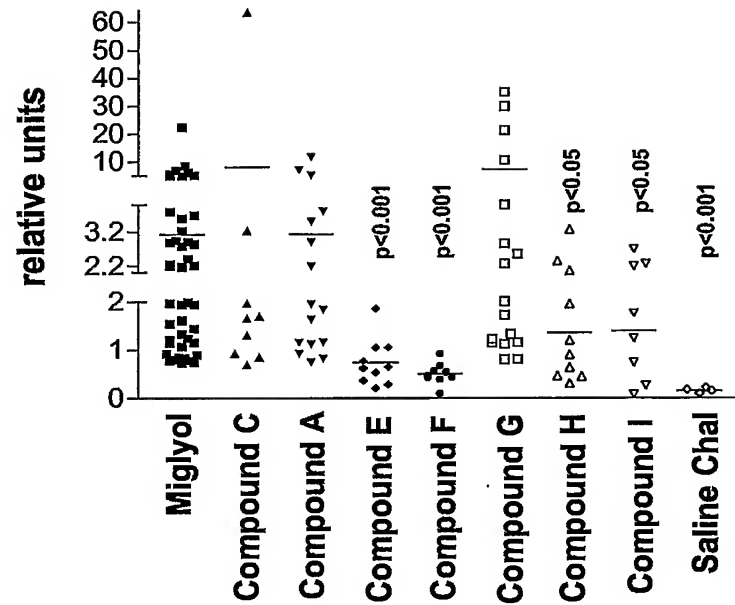 relative units
60
50
40
30
20
10
3.2
2.2
2
1
0
p<0.001
p<0.001
p<0.05
p<0.05
p<0.001
Miglyol
Compound C
Compound A
Compound E
Compound F
Compound G
Compound H
Compound I
Saline Chal